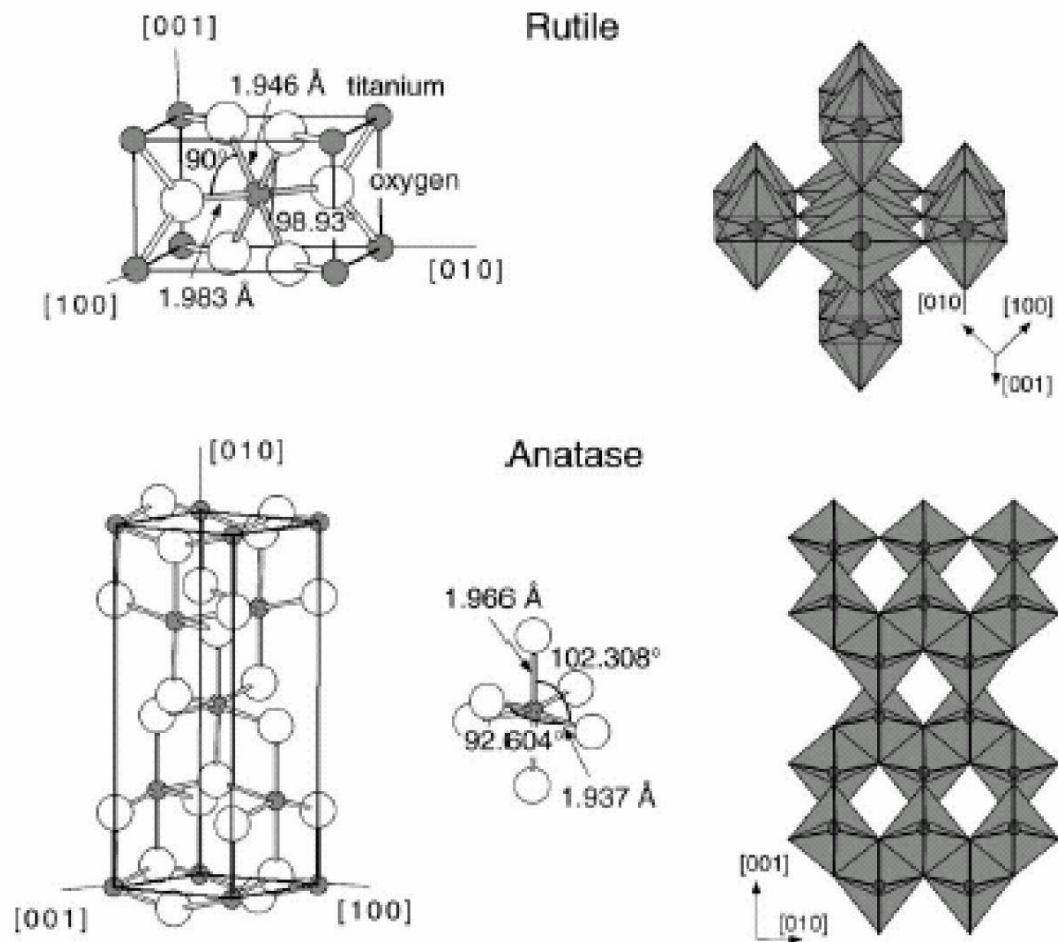 Rutile
[001]
1.946 Å titanium
90°
oxygen
98.93°
[010]
[100]
1.983 Å
[010]
[100]
[001]
Anatase
[010]
1.966 Å
102.308°
92.604°
1.937 Å
[001]
[100]
[001]
[010]